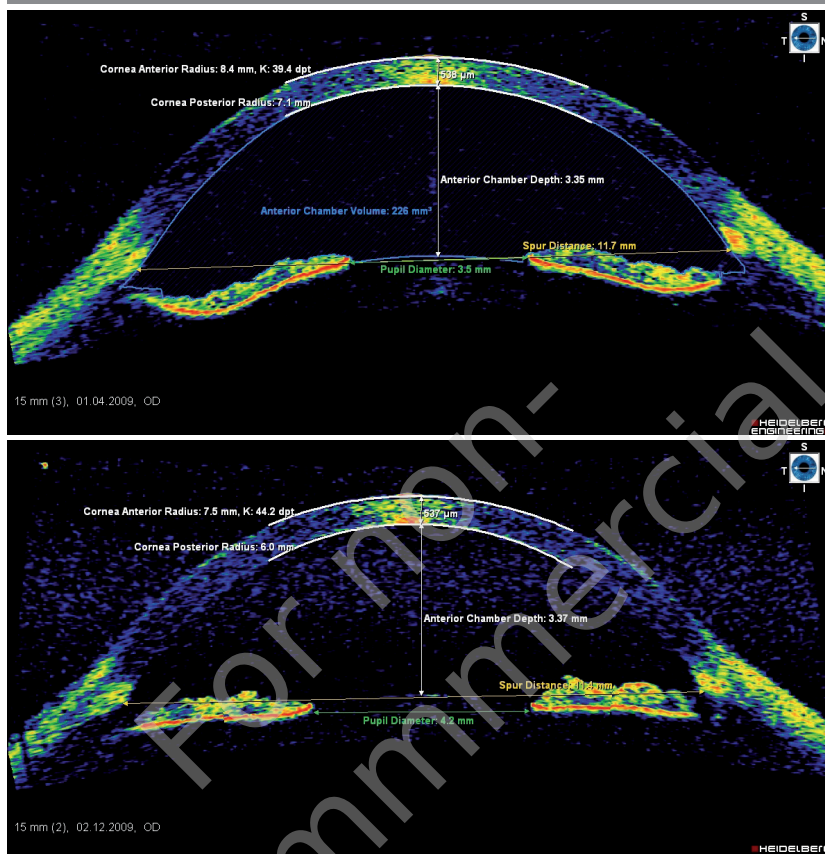 S
T
N
I
Cornea Anterior Radius: 8.4 mm, K: 39.4 dpt
538 µm
Cornea Posterior Radius: 7.1 mm
Anterior Chamber Depth: 3.35 mm
Anterior Chamber Volume: 226 mm³
Spur Distance: 11.7 mm
Pupil Diameter: 3.5 mm
15 mm (3), 01.04.2009, OD
HEIDELBERG
ENGINEERING
S
T
N
I
Cornea Anterior Radius: 7.5 mm, K: 44.2 dpt
537 µm
Cornea Posterior Radius: 6.0 mm
Anterior Chamber Depth: 3.37 mm
Spur Distance: 11.4 mm
Pupil Diameter: 4.2 mm
15 mm (2), 02.12.2009, OD
HEIDELBERG
For non-